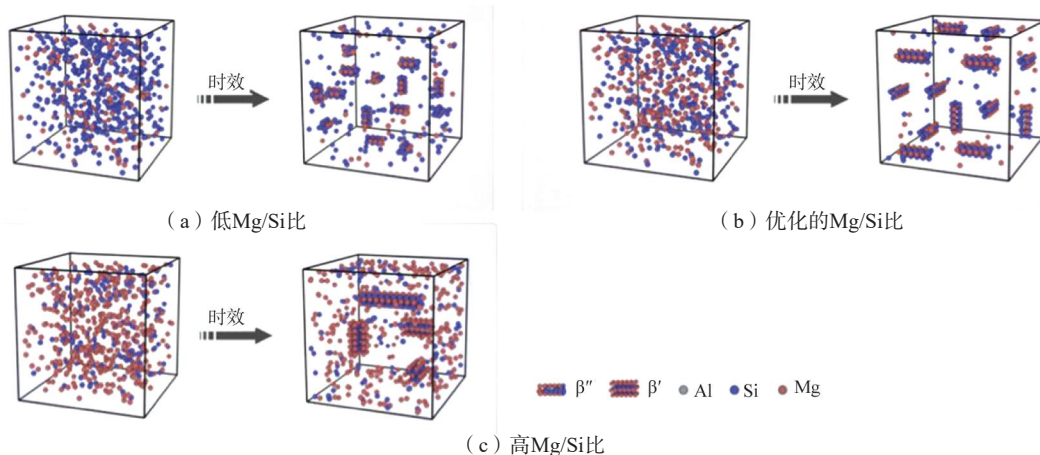 时效
时效
（a）低Mg/Si比
（b）优化的Mg/Si比
时效
β″ β′ Al Si Mg
（c）高Mg/Si比